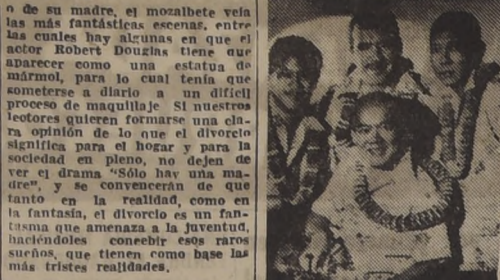 o de su madre, el mozalbete veía
las más fantásticas escenas, entre
las cuales hay algunas en que el
actor Robert Douglas tiene que
aparecer como una estatua de
mármol, para lo cual tenía que
someterse a diario a un difícil
proceso de maquillaje Si nuestros
lectores quieren formarse una cla-
ra opinión de lo que el divorcio
significa para el hogar y para la
sociedad en pleno, no dejen de
ver el drama "Sólo hay una ma-
dre", y se convencerán de que
tanto en la realidad, como en
la fantasía, el divorcio es un fan-
tasma que amenaza a la juventud,
haciéndoles concebir esos raros
sueños, que tienen como base las
más tristes realidades.